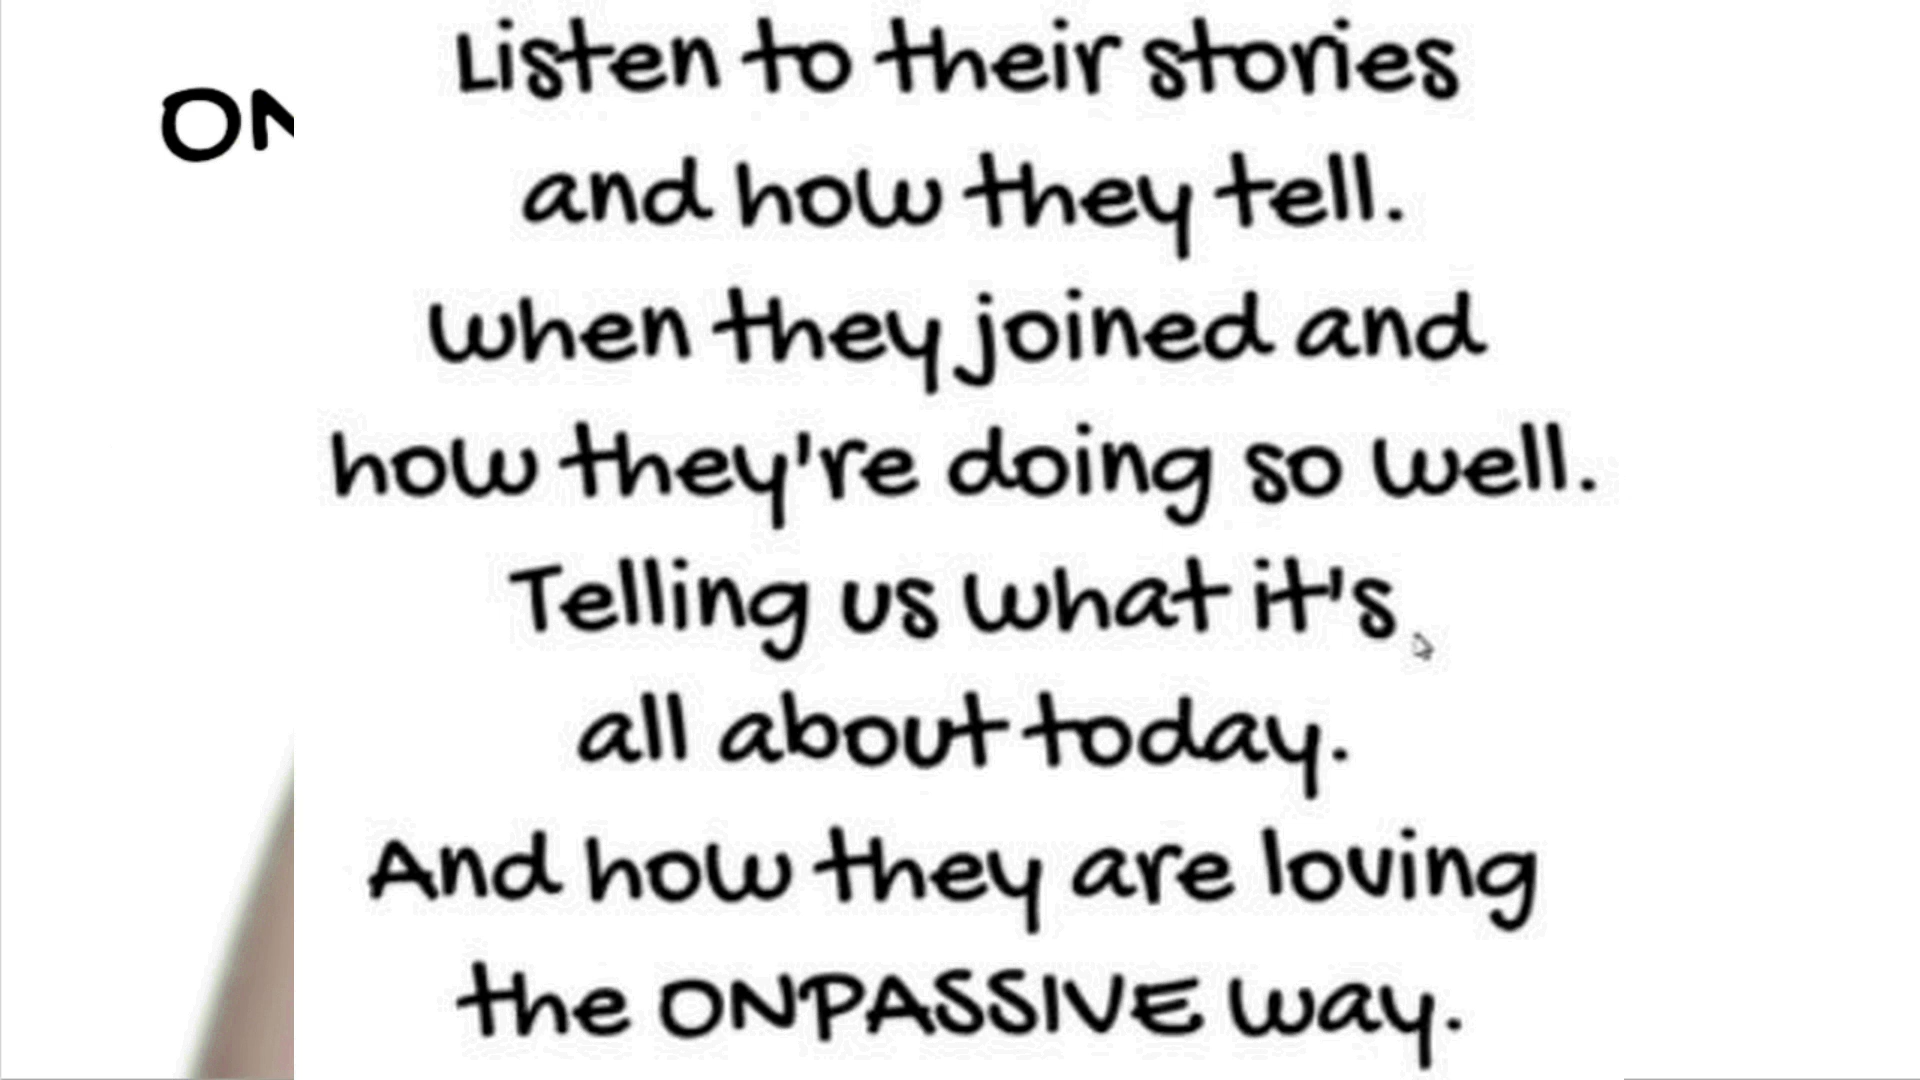 ON
Listen to their stories
and how they tell.
When they joined and
how they're doing so well.
Telling us what it's
all about today.
And how they are loving
the ONPASSIVE way.